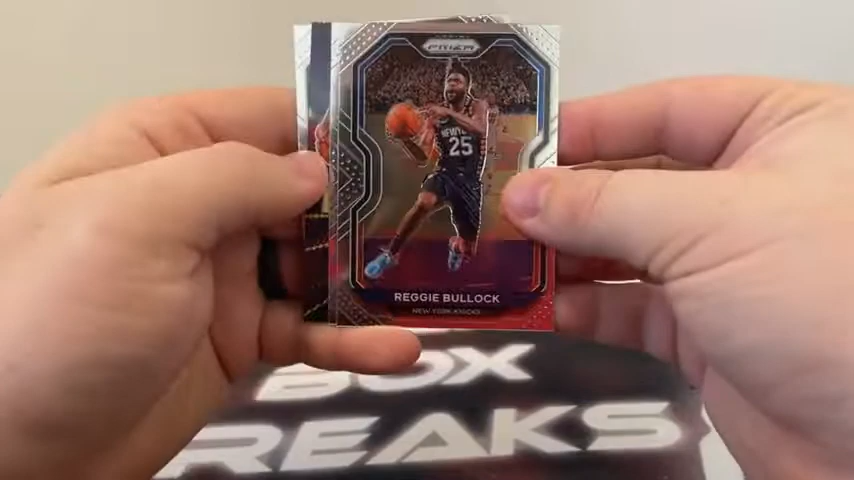 PRIZM
NEW YORK
25
REGGIE BULLOCK
NEW YORK KNICKS
BOX
REAKS